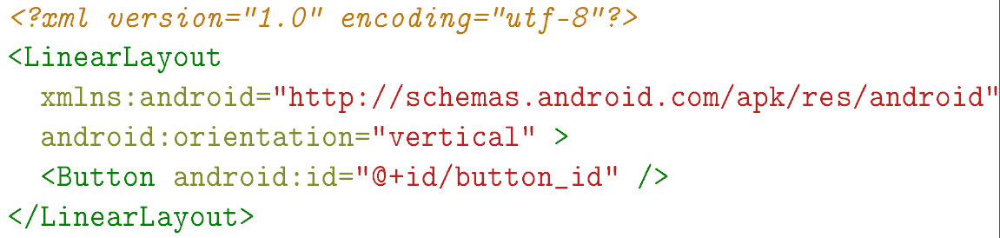 <?xml version="1.0" encoding="utf-8"?>
<LinearLayout
  xmlns:android="http://schemas.android.com/apk/res/android"
  android:orientation="vertical" >
  <Button android:id="@+id/button_id" />
</LinearLayout>